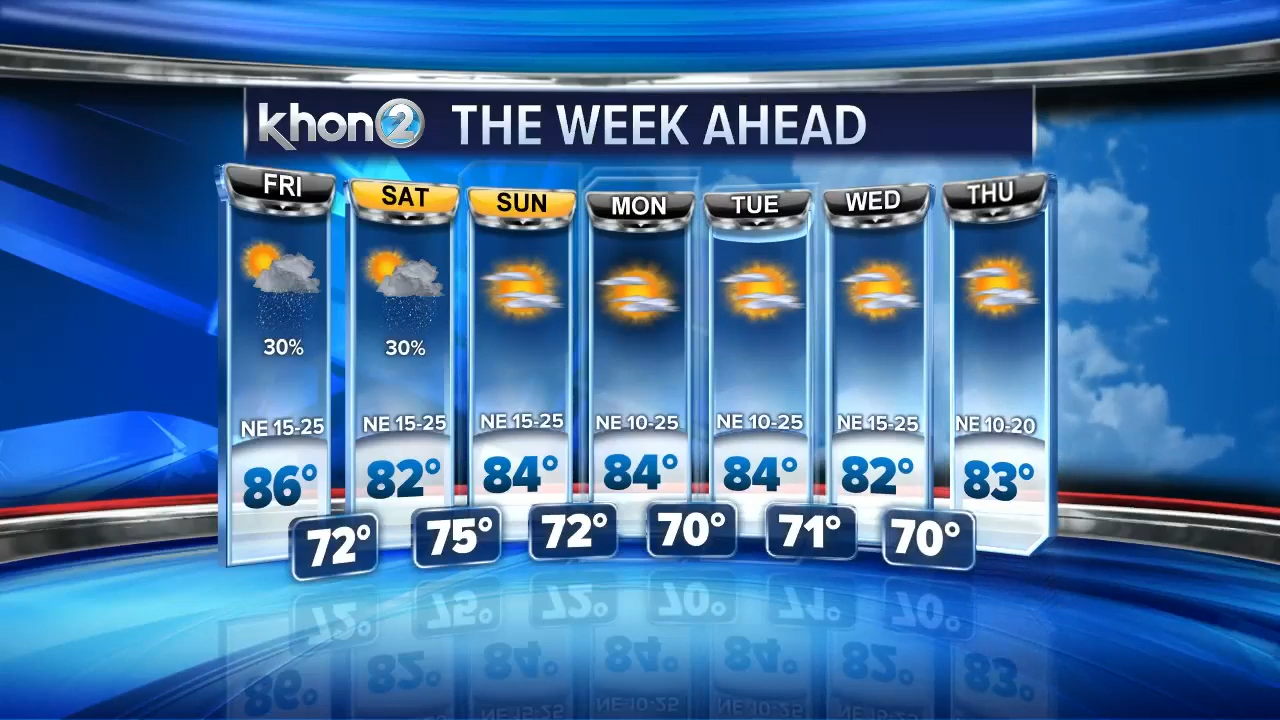 khon2 THE WEEK AHEAD
FRI SAT SUN MON TUE WED THU
30% 30%
NE 15-25 NE 15-25 NE 15-25 NE 10-25 NE 10-25 NE 15-25 NE 10-20
86° 82° 84° 84° 84° 82° 83°
72° 75° 72° 70° 71° 70°